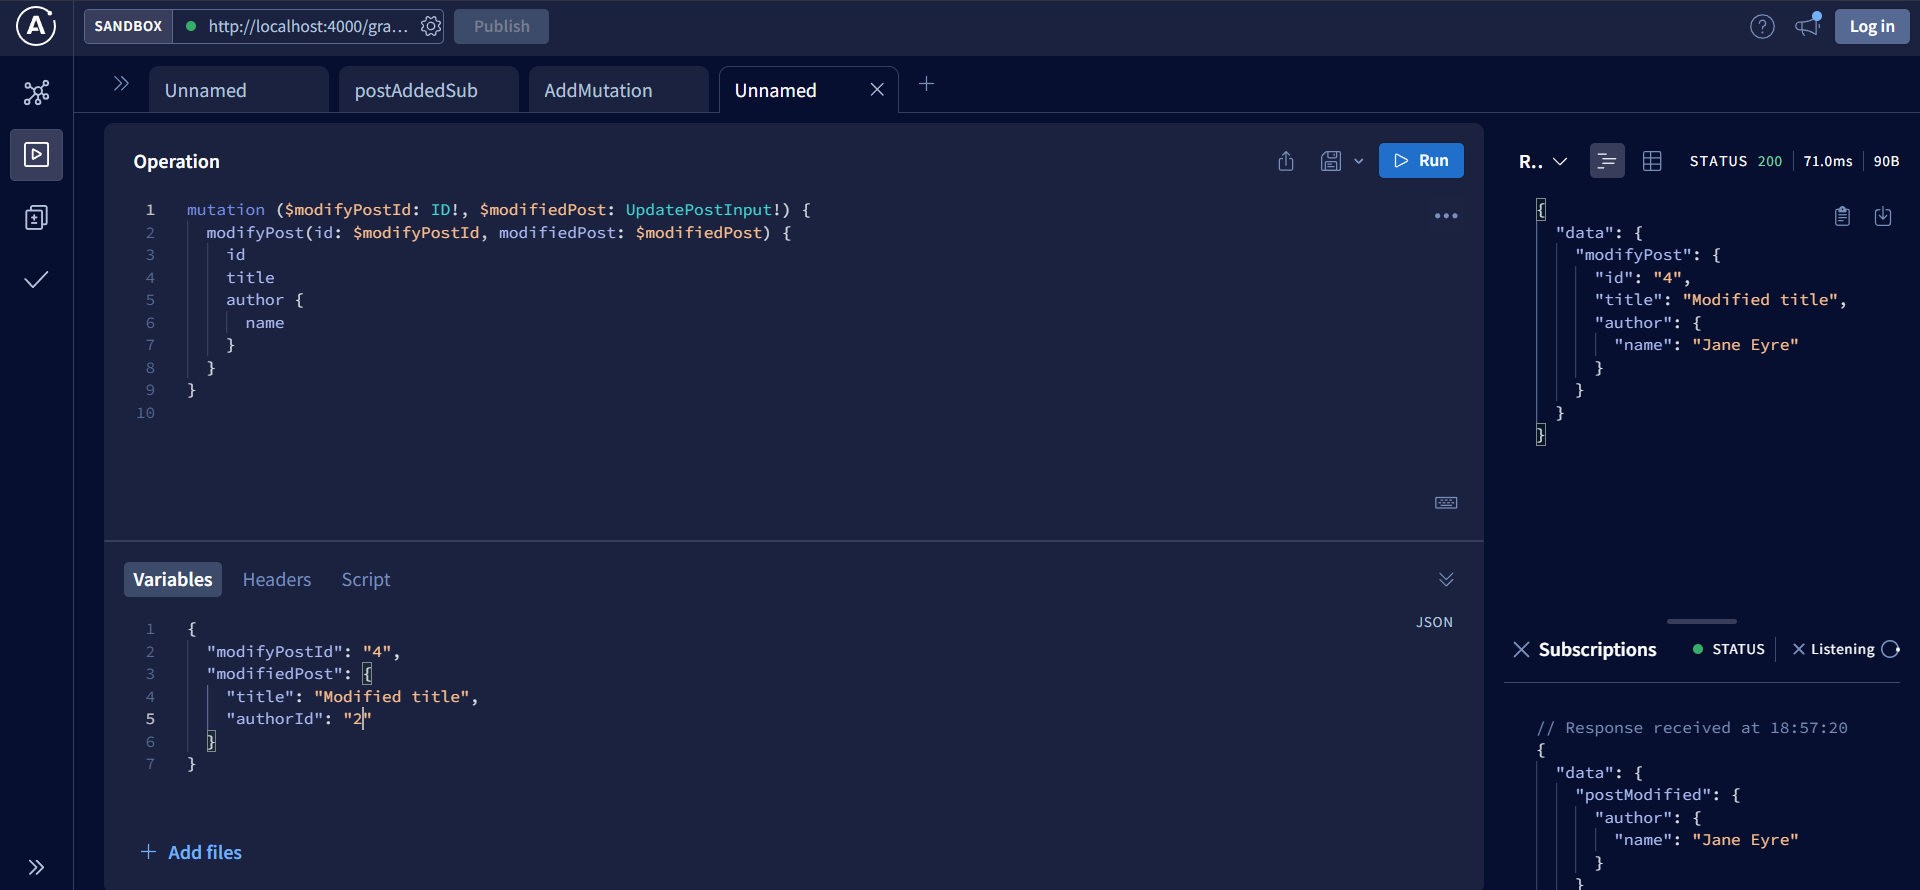 SANDBOX
http://localhost:4000/gra...
Publish
Log in
Unnamed
postAddedSub
AddMutation
Unnamed
Operation
Run
1 mutation ($modifyPostId: ID!, $modifiedPost: UpdatePostInput!) {
2 modifyPost(id: $modifyPostId, modifiedPost: $modifiedPost) {
3 id
4 title
5 author {
6 name
7 }
8 }
9 }
10
Variables
Headers
Script
JSON
1 {
2 "modifyPostId": "4",
3 "modifiedPost": {
4 "title": "Modified title",
5 "authorId": "2"
6 }
7 }
Add files
R..
STATUS 200
71.0ms
90B
{
"data": {
"modifyPost": {
"id": "4",
"title": "Modified title",
"author": {
"name": "Jane Eyre"
}
}
}
}
Subscriptions
STATUS
Listening
// Response received at 18:57:20
{
"data": {
"postModified": {
"author": {
"name": "Jane Eyre"
}
}